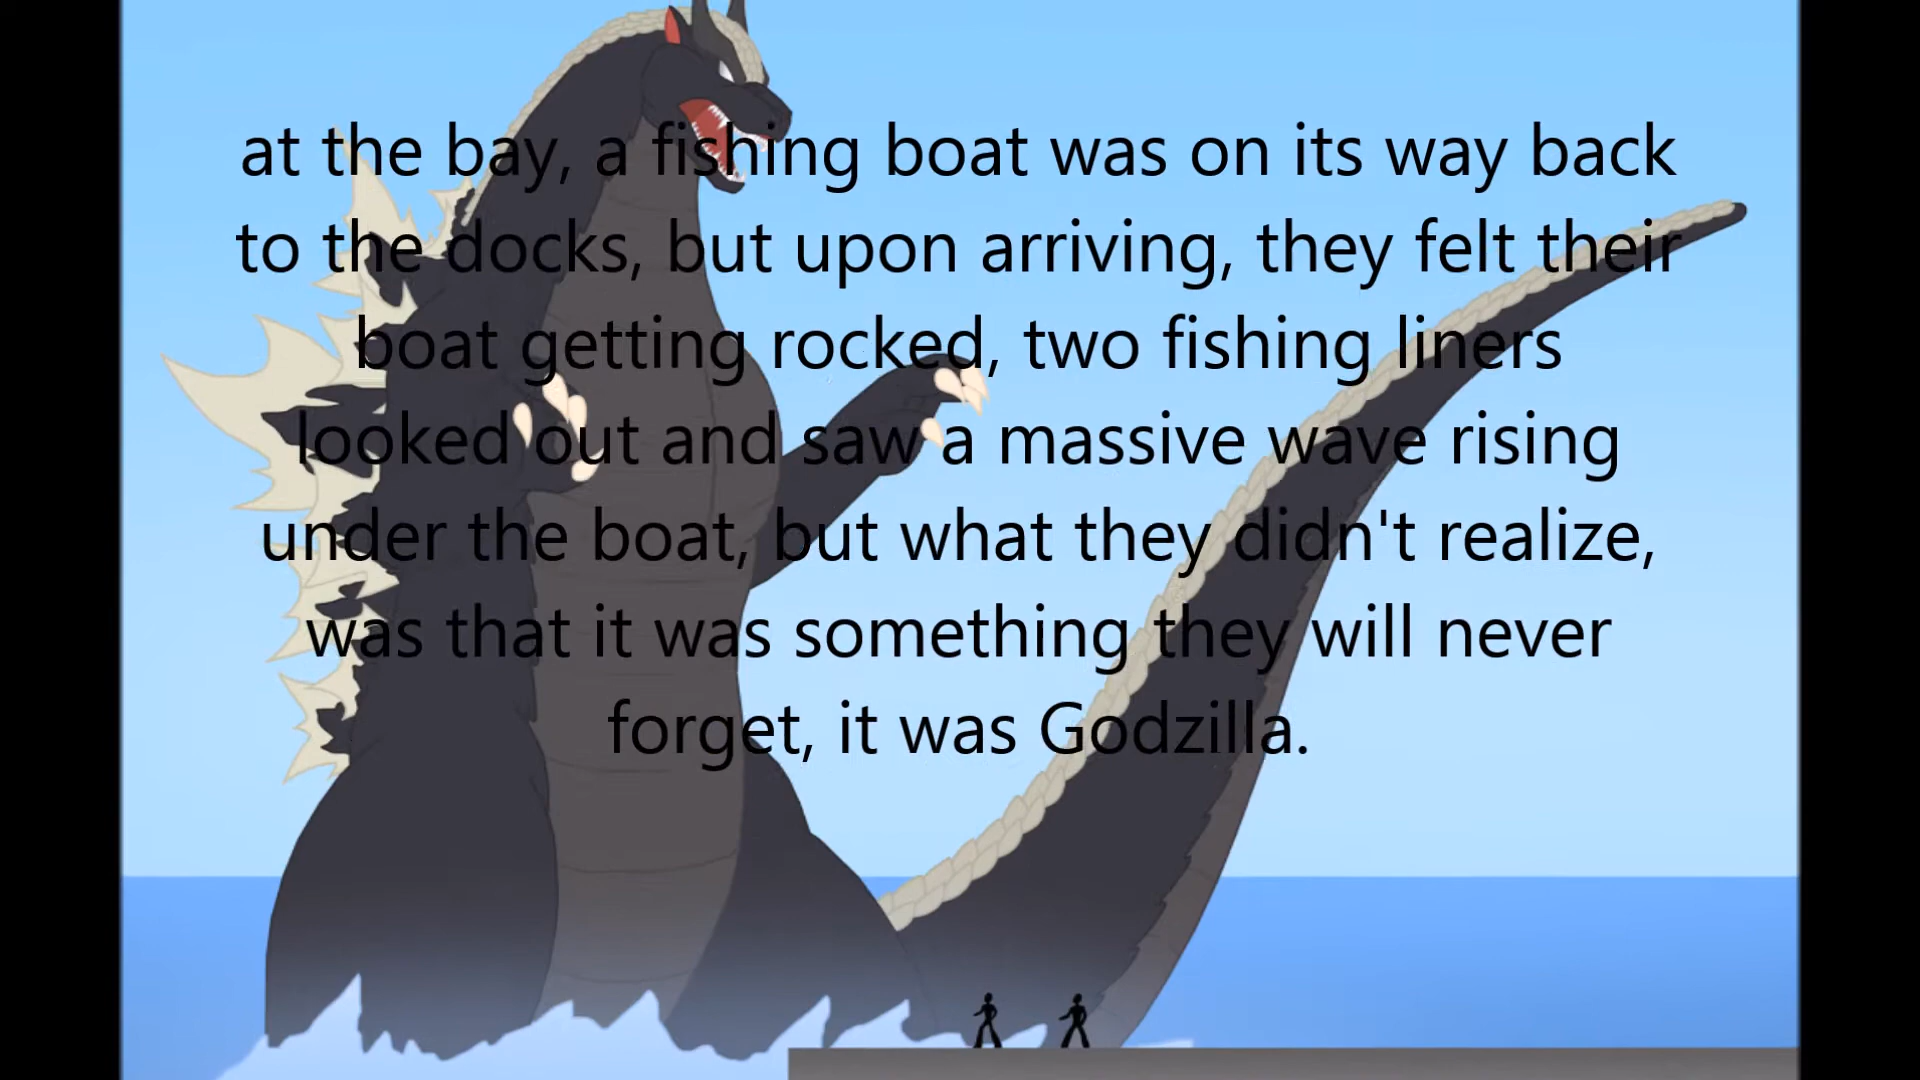 at the bay, a fishing boat was on its way back
to the docks, but upon arriving, they felt their
boat getting rocked, two fishing liners
looked out and saw a massive wave rising
under the boat, but what they didn't realize,
was that it was something they will never
forget, it was Godzilla.